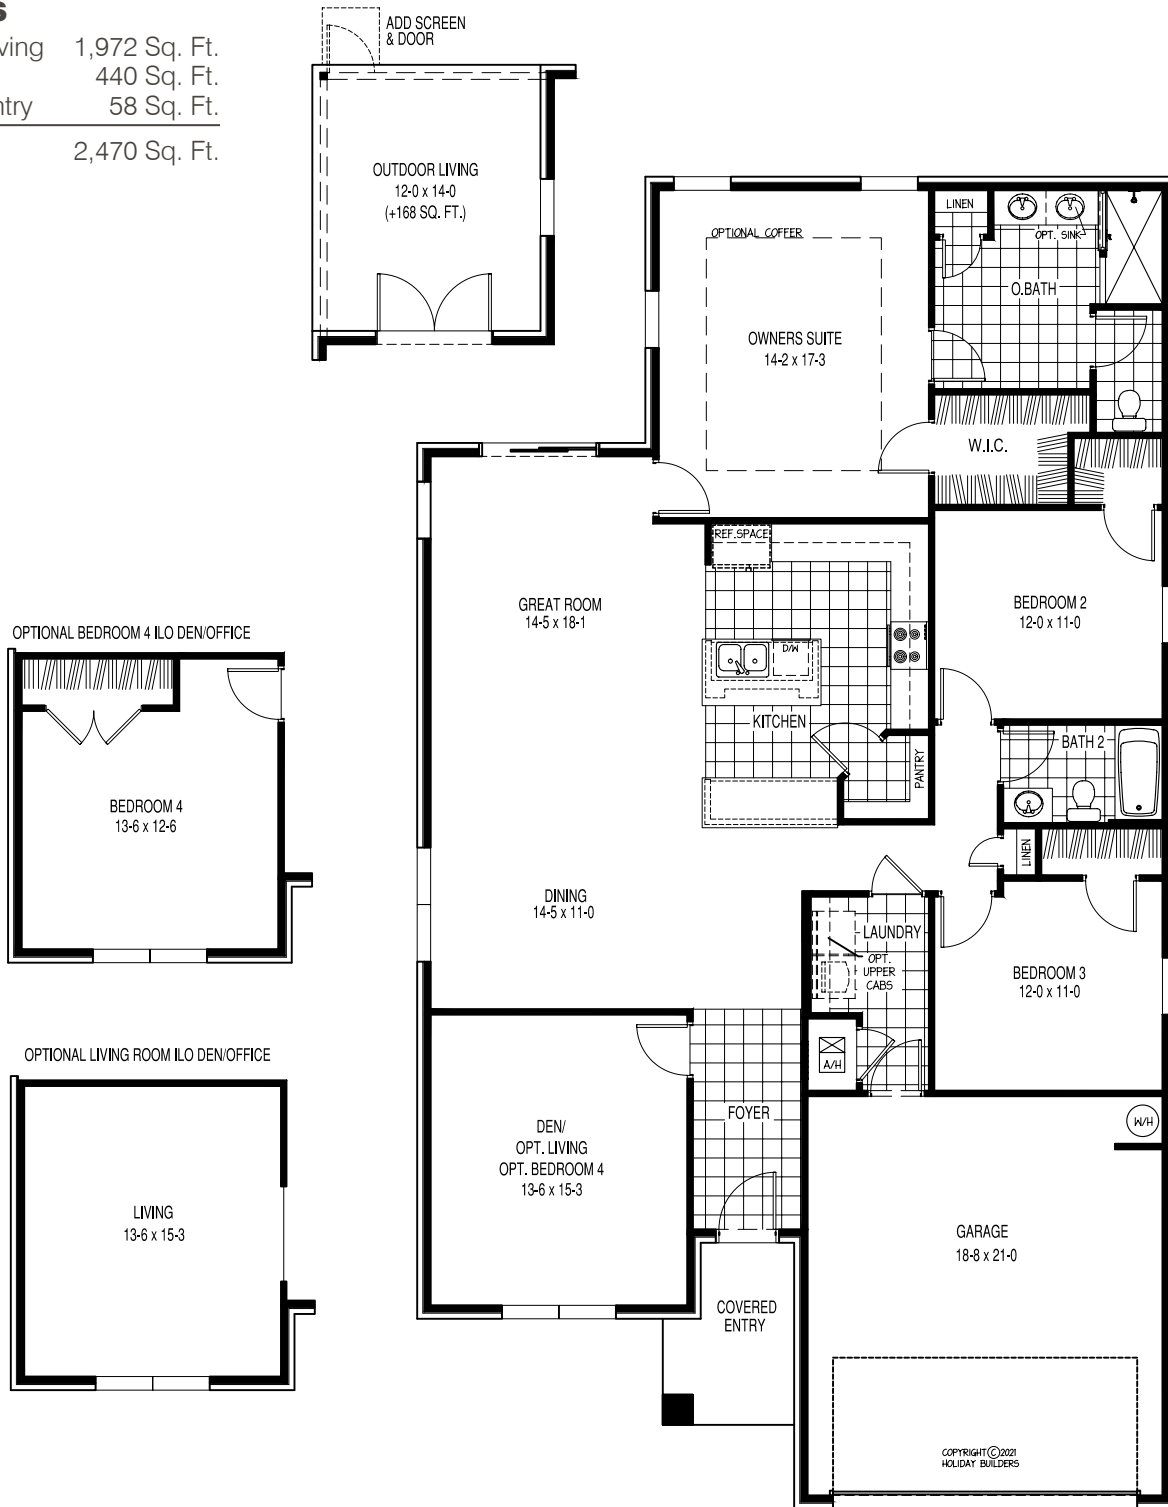 1,972 Sq. Ft.
440 Sq. Ft.
58 Sq. Ft.
2,470 Sq. Ft.
ADD SCREEN
& DOOR
OUTDOOR LIVING
12-0 x 14-0
(+168 SQ. FT.)
OPTIONAL COFFER
OWNERS SUITE
14-2 x 17-3
LINEN
OPT. SINK
O.BATH
W.I.C.
REF.SPACE
GREAT ROOM
14-5 x 18-1
D/W
KITCHEN
PANTRY
BEDROOM 2
12-0 x 11-0
BATH 2
LINEN
OPTIONAL BEDROOM 4 ILO DEN/OFFICE
BEDROOM 4
13-6 x 12-6
DINING
14-5 x 11-0
LAUNDRY
OPT.
UPPER
CABS
BEDROOM 3
12-0 x 11-0
A/H
OPTIONAL LIVING ROOM ILO DEN/OFFICE
LIVING
13-6 x 15-3
DEN/
OPT. LIVING
OPT. BEDROOM 4
13-6 x 15-3
FOYER
W/H
GARAGE
18-8 x 21-0
COVERED
ENTRY
COPYRIGHT © 2021
HOLIDAY BUILDERS